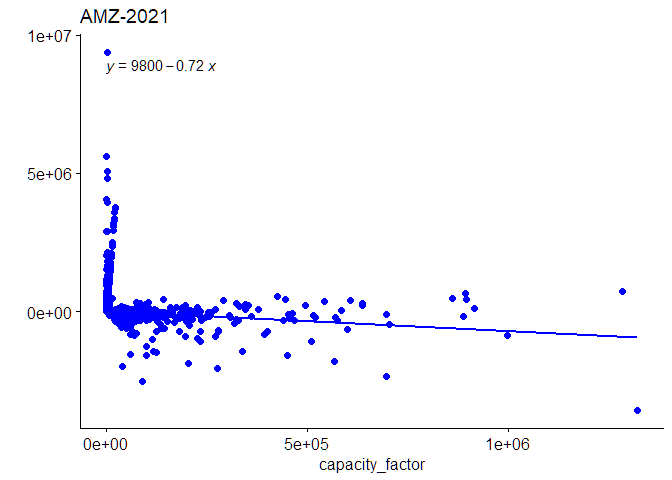 AMZ-2021
1e+07
y = 9800 − 0.72 x
5e+06
0e+00
0e+00 5e+05 1e+06
capacity_factor